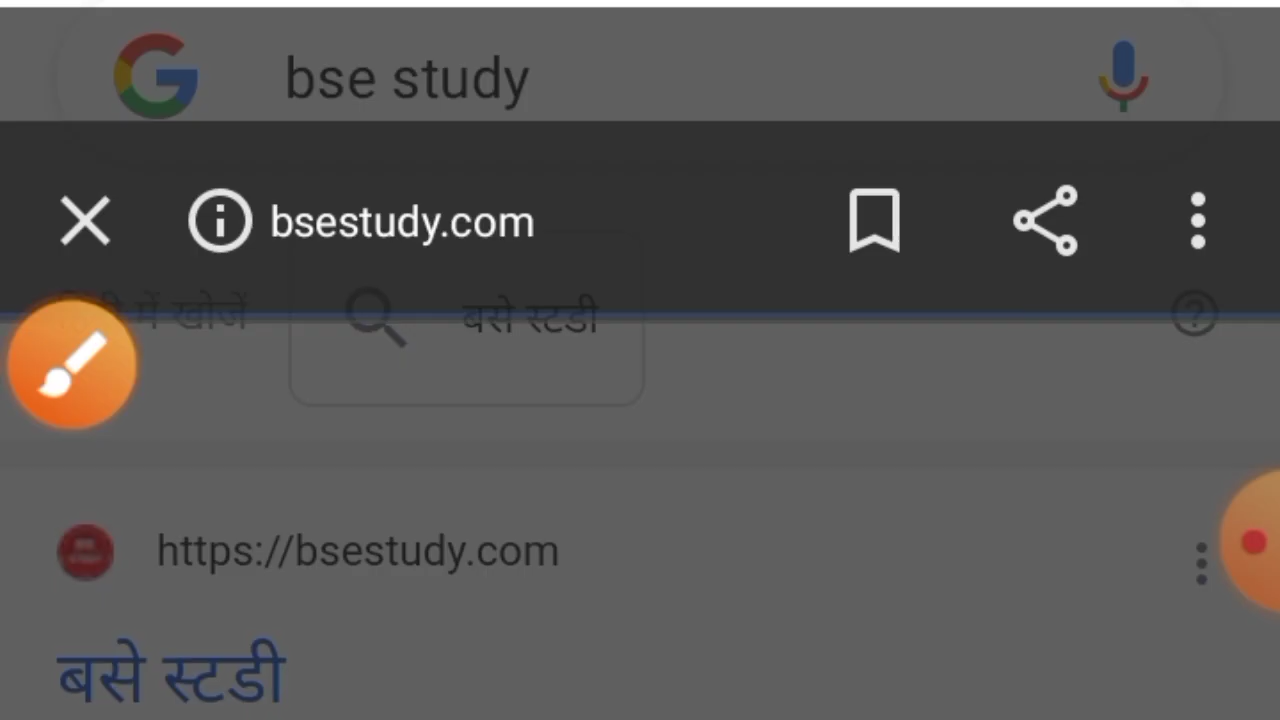 bse study
bsestudy.com
हिंदी में खोजें
बसे स्टडी
https://bsestudy.com
बसे स्टडी